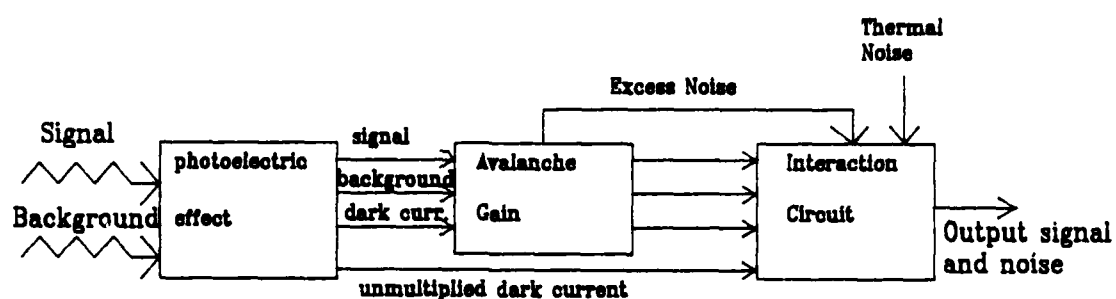 Thermal
Noise
Excess Noise
Signal
Background
photoelectric
effect
signal
background
dark curr.
unmultiplied dark current
Avalanche
Gain
Interaction
Circuit
Output signal
and noise